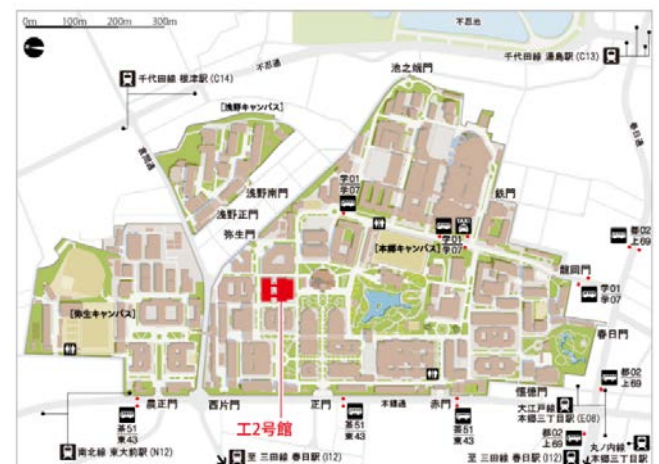 0m 100m 200m 300m
不忍池
千代田線 湯島駅 (C13)
千代田線 根津駅 (C14)
不忍通
池之端門
[浅野キャンパス]
言問通
春日通
学01
学07
浅野南門
鉄門
浅野正門
弥生門
TAXI
[本郷キャンパス]
学01
学07
都02
上69
龍岡門
学01
学07
[弥生キャンパス]
春日門
都02
上69
懐徳門
農正門
西片門
正門
本郷通
赤門
大江戸線
本郷三丁目駅 (E08)
茶51
東43
工2号館
茶51
東43
茶51
東43
都02
上69
丸ノ内線
本郷三丁目駅
南北線 東大前駅 (N12)
至 三田線 春日駅 (I12)
至 三田線 春日駅 (I12)